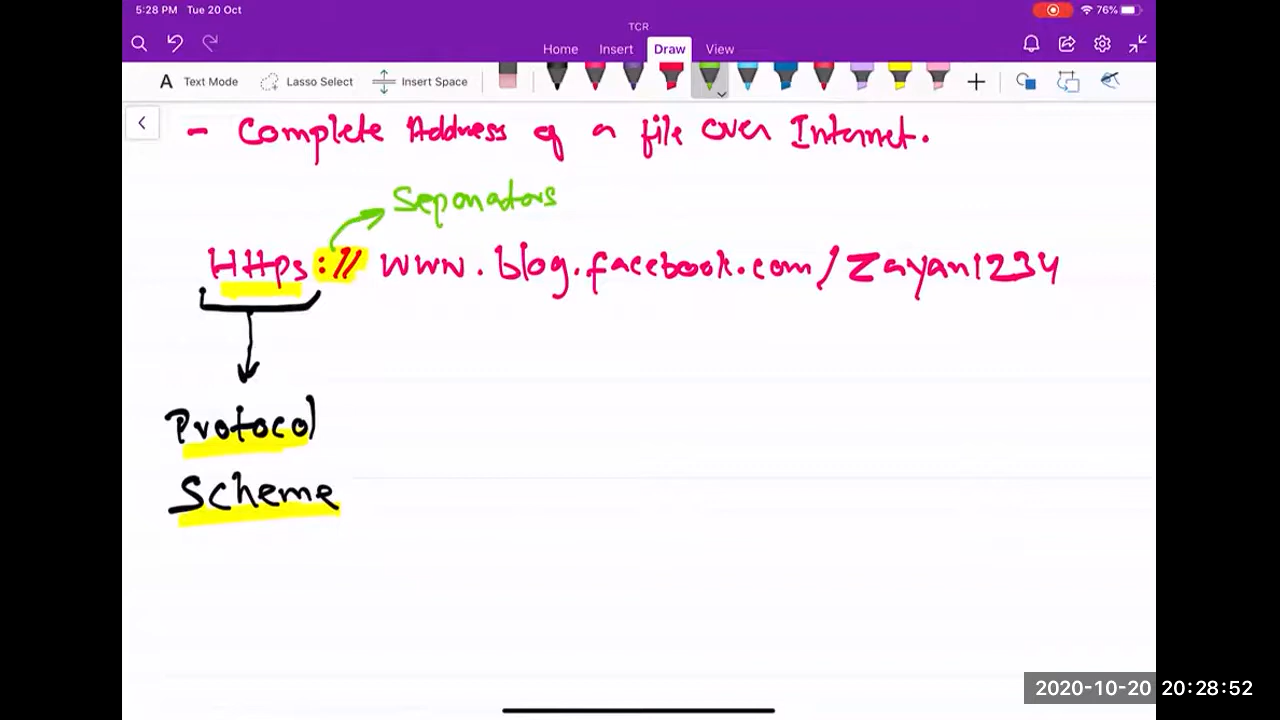 5:28 PM Tue 20 Oct
76%
TCR
Home Insert Draw View
Text Mode Lasso Select Insert Space
- Complete Address of a file over Internet.
Separators
Https:// www.blog.facebook.com/Zayan1234
Protocol
Scheme
2020-10-20 20:28:52